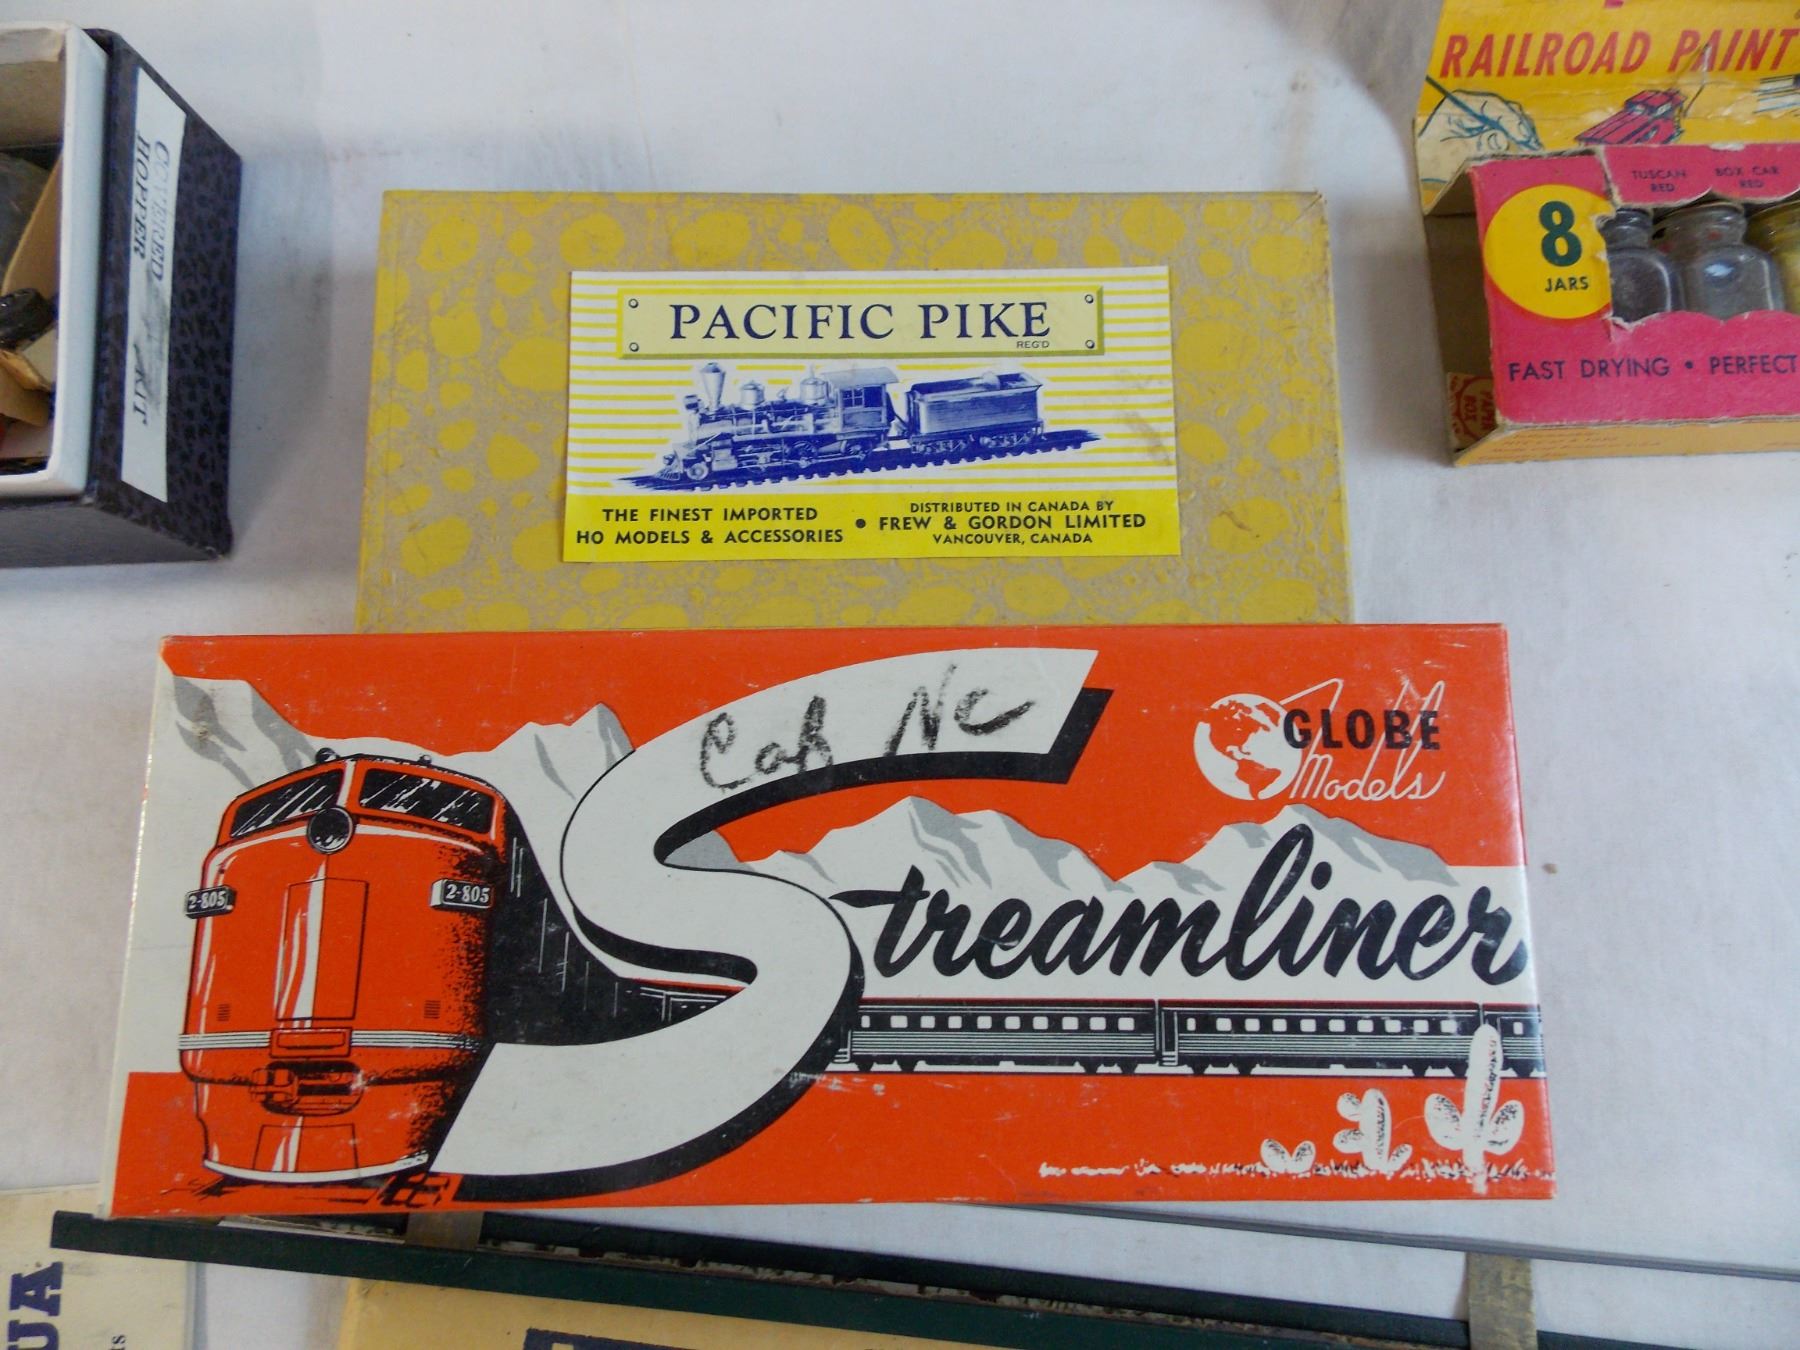 COVERED
HOPPER
KIT
PACIFIC PIKE
REG'D
THE FINEST IMPORTED
HO MODELS & ACCESSORIES
•
DISTRIBUTED IN CANADA BY
FREW & GORDON LIMITED
VANCOUVER, CANADA
RAILROAD PAINT
TUSCAN
RED
BOX CAR
RED
8
JARS
FAST DRYING • PERFECT
GLOBE
Models
Streamliner
2-805
2-805
UA